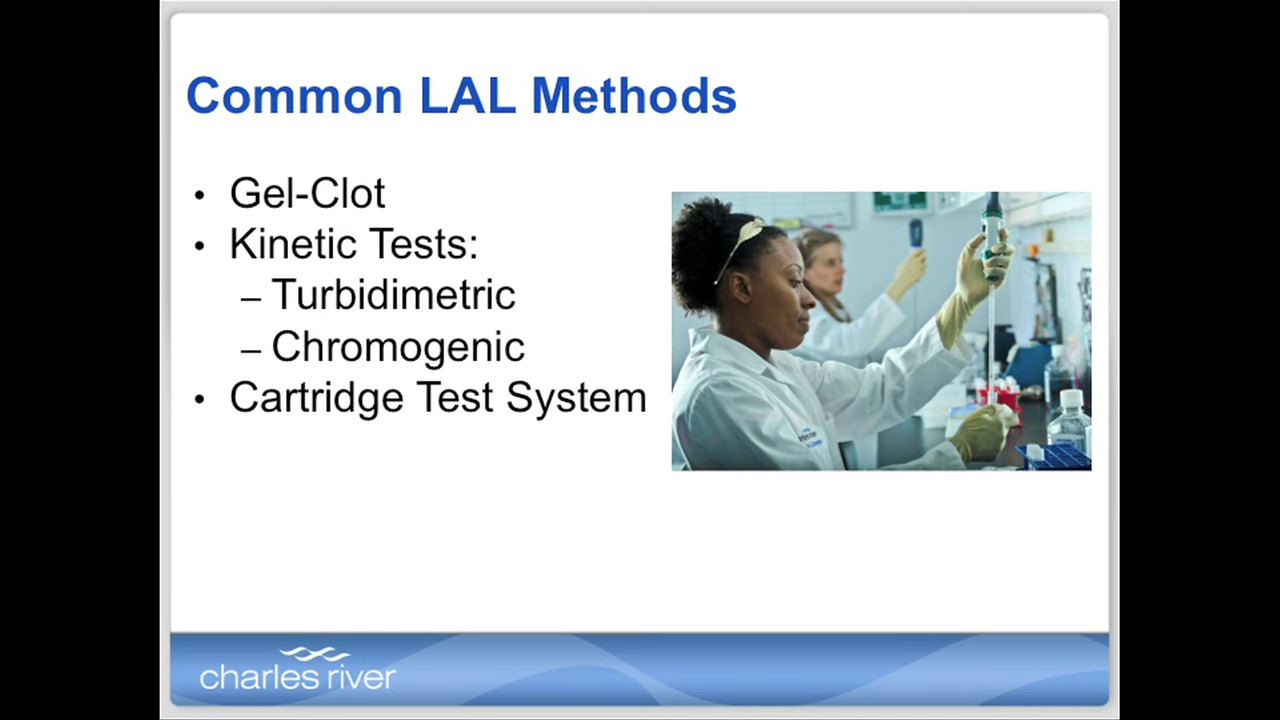 Common LAL Methods
• Gel-Clot
• Kinetic Tests:
– Turbidimetric
– Chromogenic
• Cartridge Test System
charles river